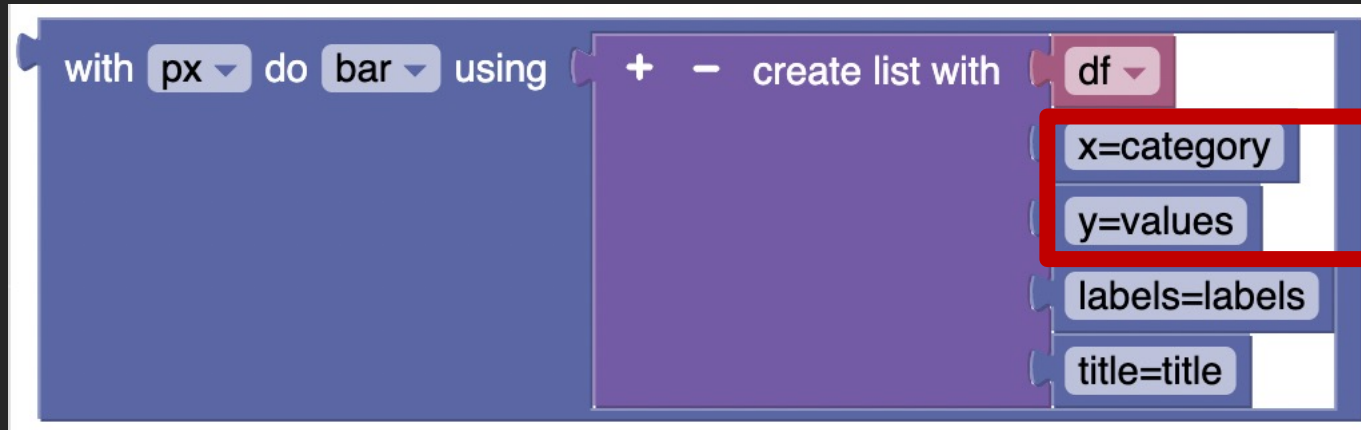 with px do bar using + - create list with df
x=category
y=values
labels=labels
title=title